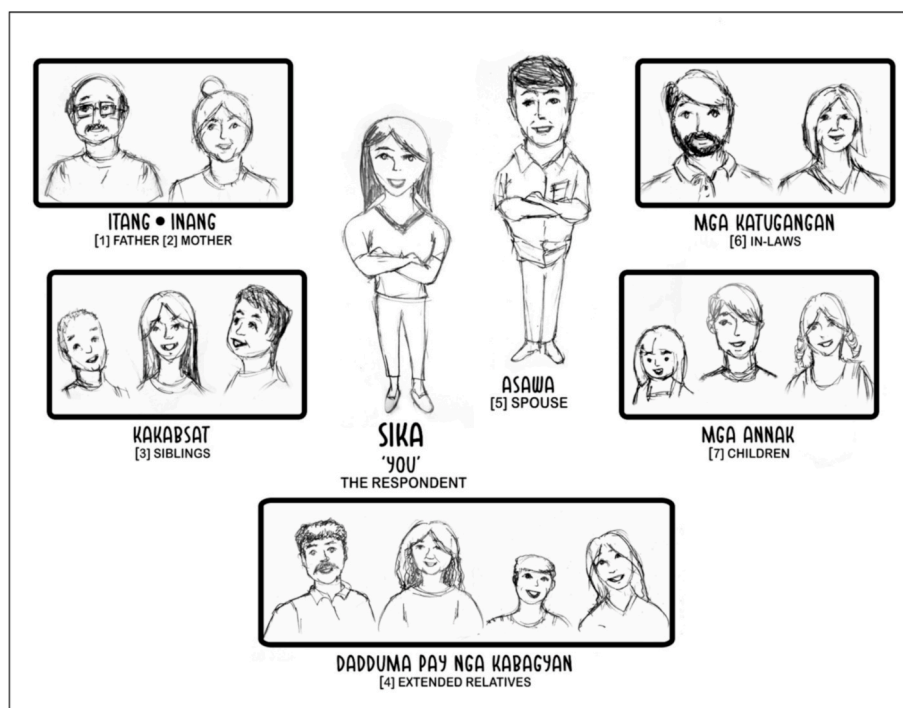 ITANG • INANG
[1] FATHER [2] MOTHER
MGA KATUGANGAN
[6] IN-LAWS
KAKABSAT
[3] SIBLINGS
SIKA
'YOU'
THE RESPONDENT
ASAWA
[5] SPOUSE
MGA ANNAK
[7] CHILDREN
DADDUMA PAY NGA KABAGYAN
[4] EXTENDED RELATIVES